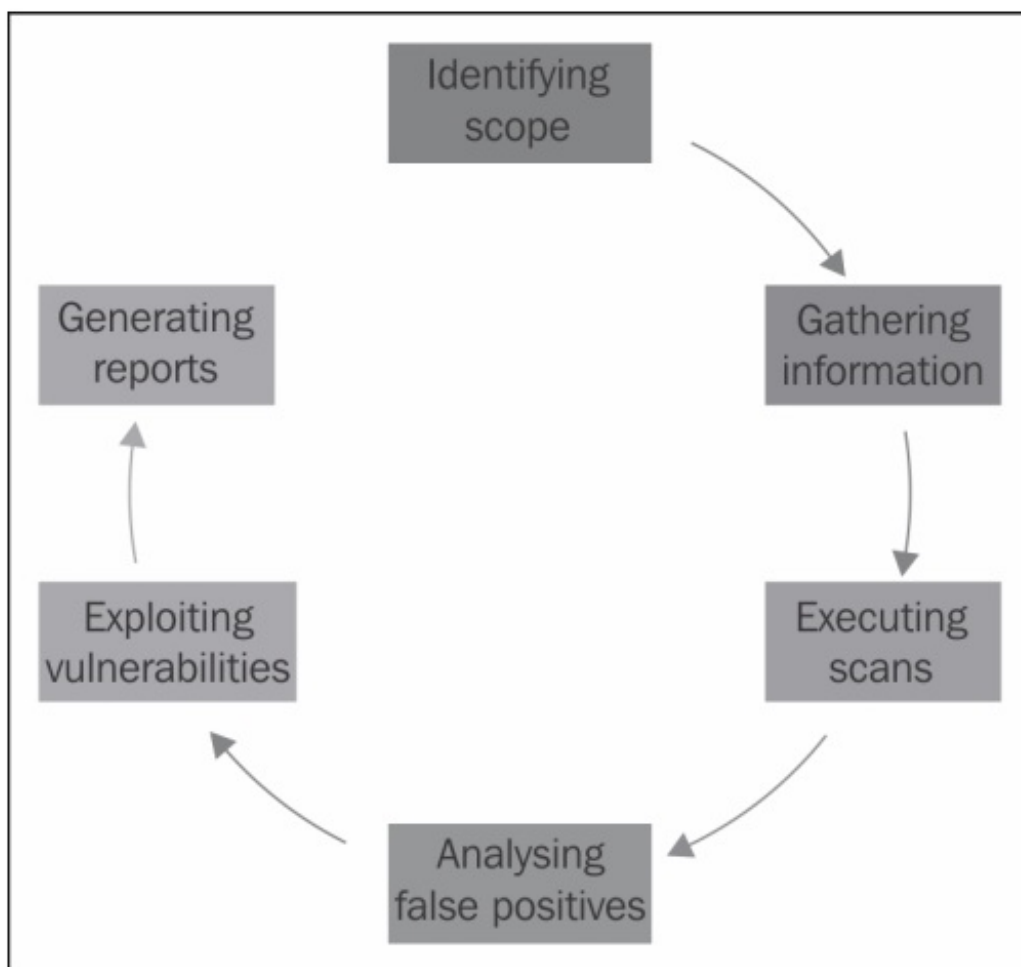 Identifying
scope
Gathering
information
Executing
scans
Analysing
false positives
Exploiting
vulnerabilities
Generating
reports